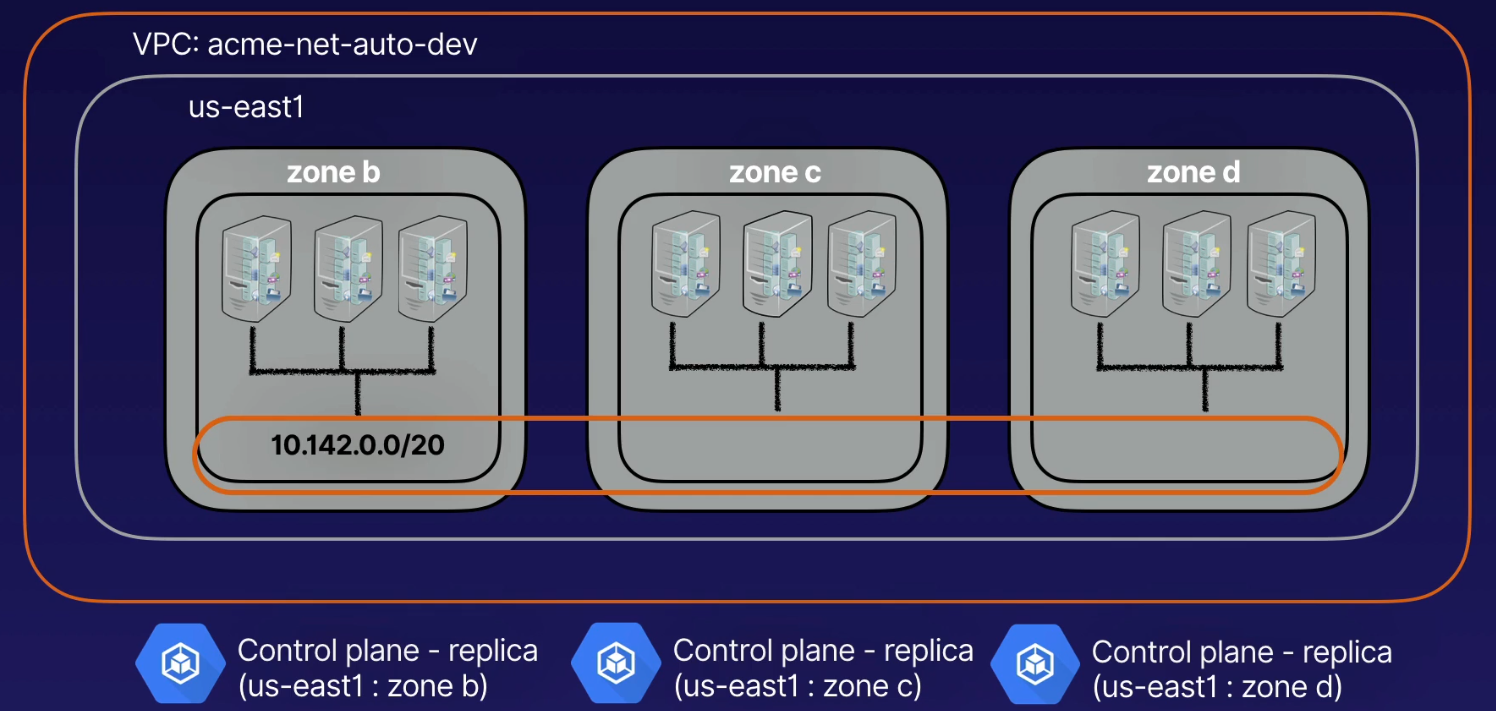 VPC: acme-net-auto-dev
us-east1
zone b
zone c
zone d
10.142.0.0/20
Control plane - replica
(us-east1 : zone b)
Control plane - replica
(us-east1 : zone c)
Control plane - replica
(us-east1 : zone d)